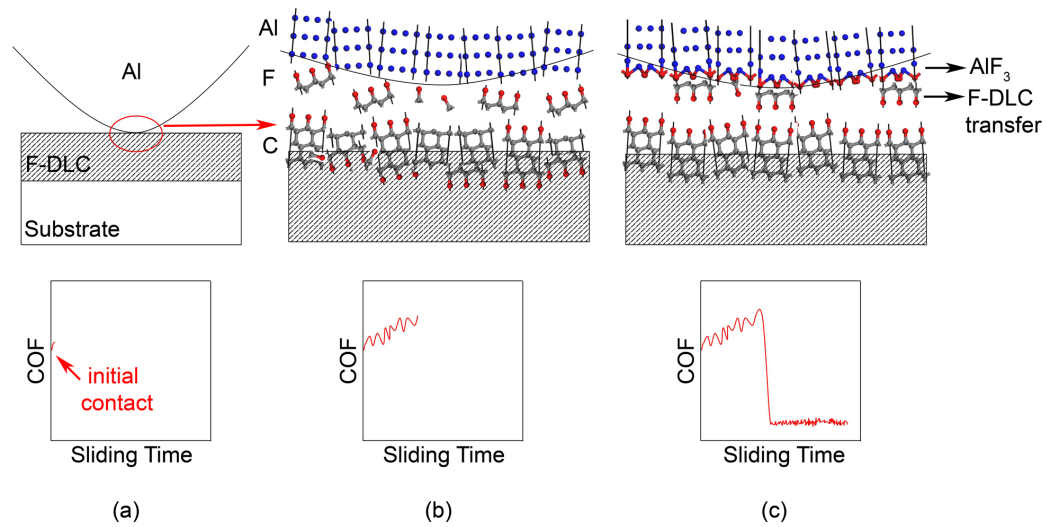 Al
F-DLC
Substrate
Al
F
C
AlF₃
F-DLC
transfer
COF
initial
contact
Sliding Time
COF
Sliding Time
COF
Sliding Time
(a)
(b)
(c)